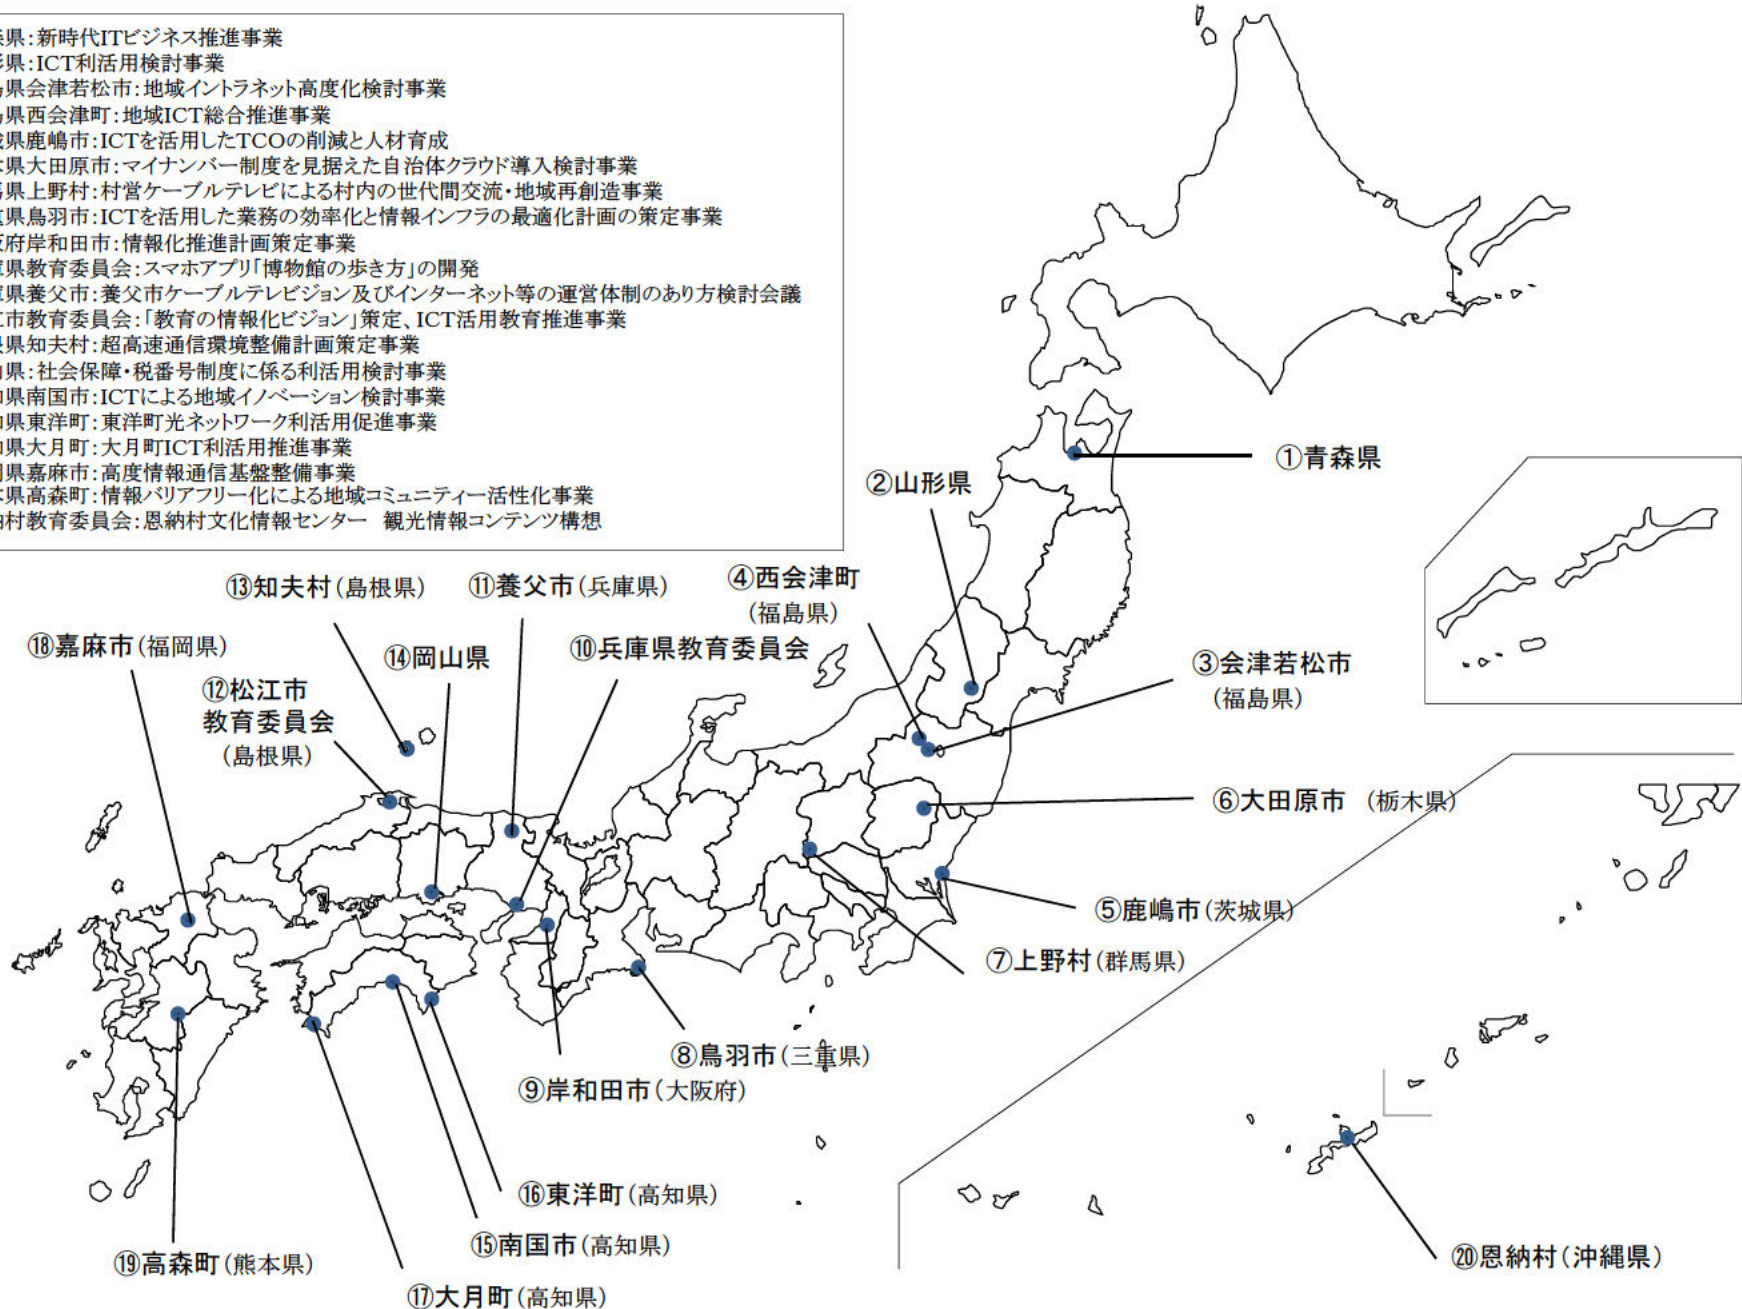 県:新時代ITビジネス推進事業
県:ICT利活用検討事業
県会津若松市:地域イントラネット高度化検討事業
県西会津町:地域ICT総合推進事業
県鹿嶋市:ICTを活用したTCOの削減と人材育成
県大田原市:マイナンバー制度を見据えた自治体クラウド導入検討事業
県上野村:村営ケーブルテレビによる村内の世代間交流・地域再創造事業
県鳥羽市:ICTを活用した業務の効率化と情報インフラの最適化計画の策定事業
府岸和田市:情報化推進計画策定事業
県教育委員会:スマホアプリ「博物館の歩き方」の開発
県養父市:養父市ケーブルテレビジョン及びインターネット等の運営体制のあり方検討会議
市教育委員会:「教育の情報化ビジョン」策定、ICT活用教育推進事業
県知夫村:超高速通信環境整備計画策定事業
県:社会保障・税番号制度に係る利活用検討事業
県南国市:ICTによる地域イノベーション検討事業
県東洋町:東洋町光ネットワーク利活用促進事業
県大月町:大月町ICT利活用推進事業
県嘉麻市:高度情報通信基盤整備事業
県高森町:情報バリアフリー化による地域コミュニティー活性化事業
村教育委員会:恩納村文化情報センター 観光情報コンテンツ構想
①青森県
②山形県
④西会津町
(福島県)
⑬知夫村(島根県)
⑪養父市(兵庫県)
⑱嘉麻市(福岡県)
⑭岡山県
⑩兵庫県教育委員会
③会津若松市
(福島県)
⑫松江市
教育委員会
(島根県)
⑥大田原市 (栃木県)
⑤鹿嶋市(茨城県)
⑦上野村(群馬県)
⑧鳥羽市(三重県)
⑨岸和田市(大阪府)
⑯東洋町(高知県)
⑮南国市(高知県)
⑲高森町(熊本県)
⑰大月町(高知県)
⑳恩納村(沖縄県)